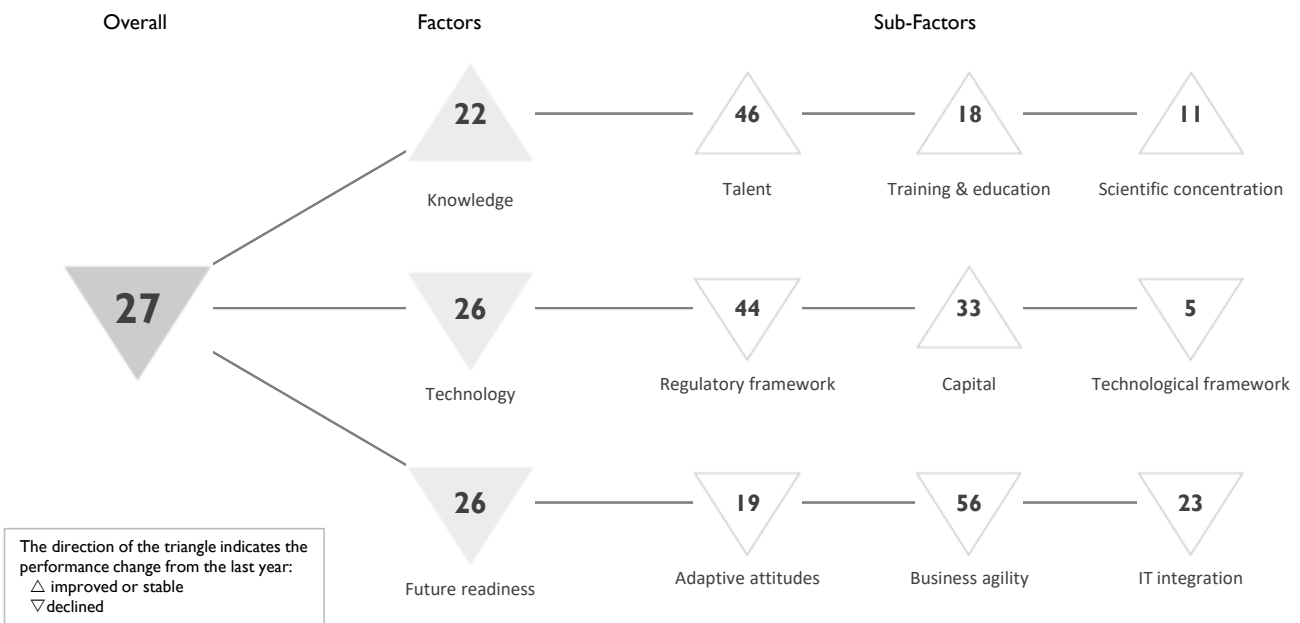 Overall Factors Sub-Factors
22 46 18 11
Knowledge Talent Training & education Scientific concentration
27 26 44 33 5
Technology Regulatory framework Capital Technological framework
26 19 56 23
Future readiness Adaptive attitudes Business agility IT integration
The direction of the triangle indicates the
performance change from the last year:
△ improved or stable
▽ declined